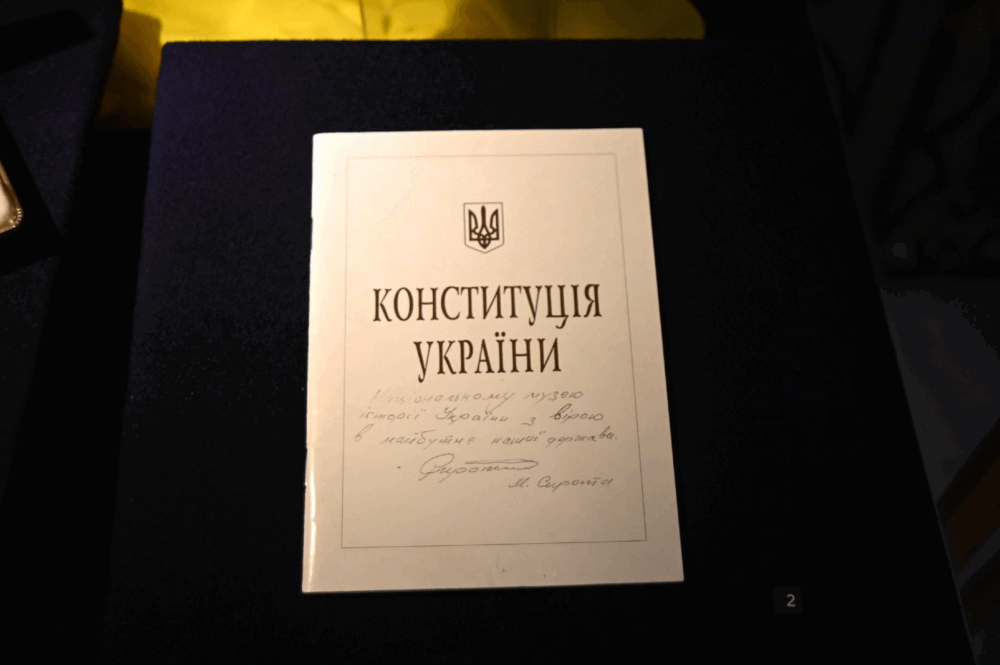 КОНСТИТУЦІЯ
УКРАЇНИ
Національному музею
історії України з вірою
в майбутнє нашої держави.
М. Сирота
2